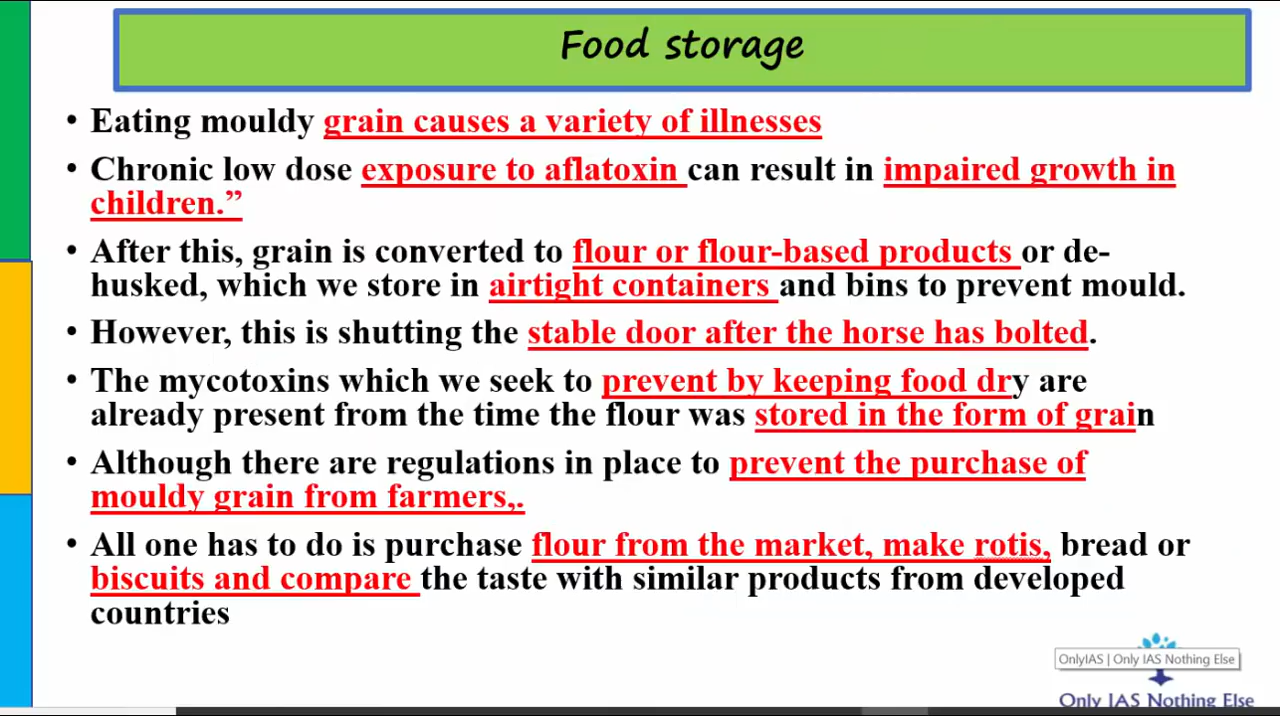 Food storage
• Eating mouldy grain causes a variety of illnesses
• Chronic low dose exposure to aflatoxin can result in impaired growth in
children.”
• After this, grain is converted to flour or flour-based products or de-
husked, which we store in airtight containers and bins to prevent mould.
• However, this is shutting the stable door after the horse has bolted.
• The mycotoxins which we seek to prevent by keeping food dry are
already present from the time the flour was stored in the form of grain
• Although there are regulations in place to prevent the purchase of
mouldy grain from farmers,.
• All one has to do is purchase flour from the market, make rotis, bread or
biscuits and compare the taste with similar products from developed
countries
OnlyIAS | Only IAS Nothing Else
Only IAS Nothing Else